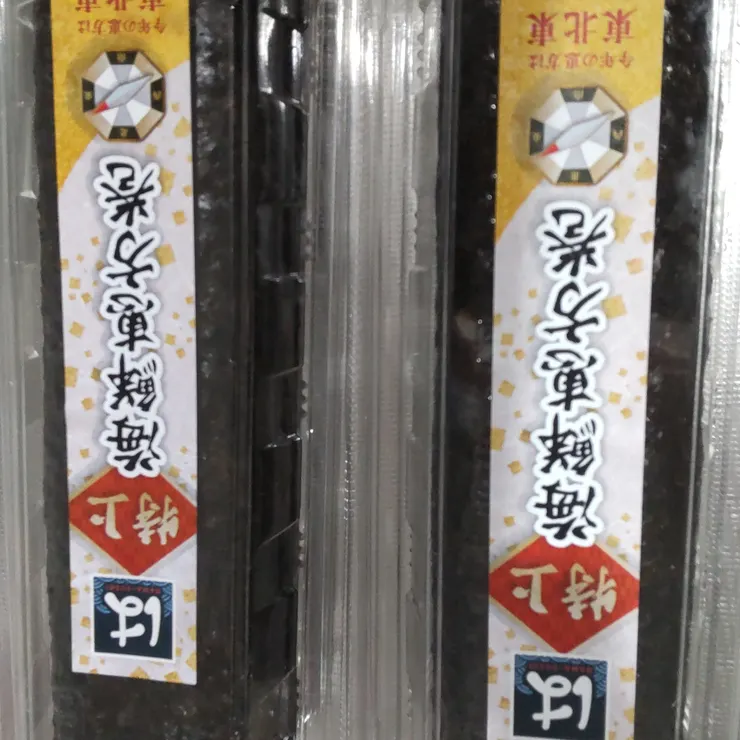 は
特上
海鮮恵方巻
今年の恵方は
東北東
は
特上
海鮮恵方巻
今年の恵方は
東北東